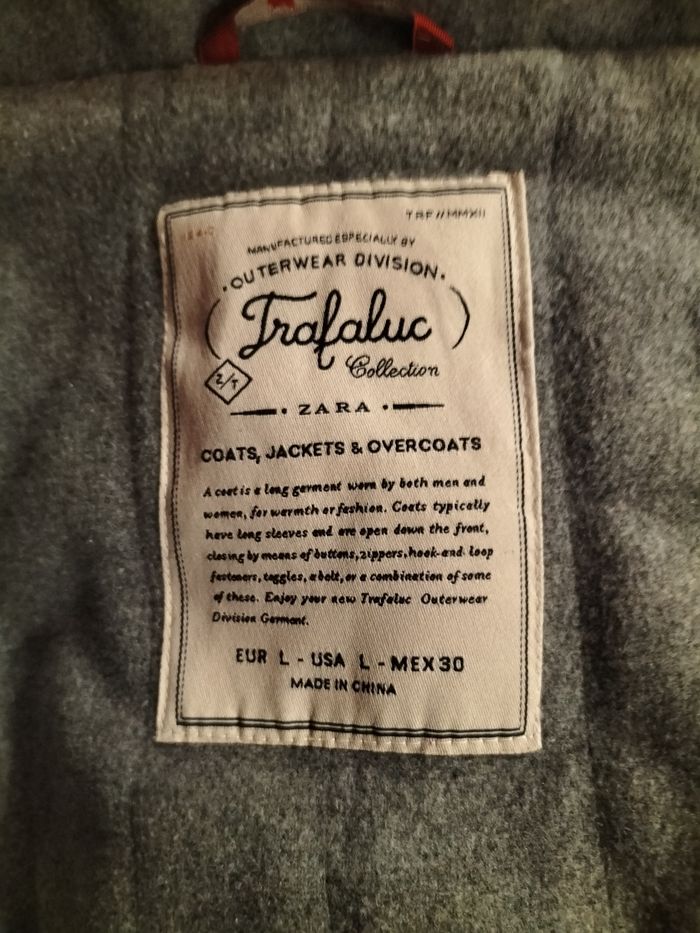 TRF//MMXII
MANUFACTURED ESPECIALLY BY
·OUTERWEAR DIVISION·
(Trafaluc)
Collection
Z/T
· ZARA ·
COATS, JACKETS & OVERCOATS
A coat is a long garment worn by both men and
women, for warmth or fashion. Coats typically
have long sleeves and are open down the front,
closing by means of buttons, zippers, hook-and loop
fasteners, toggles, a belt, or a combination of some
of these. Enjoy your new Trafaluc Outerwear
Division Garment.
EUR L - USA L - MEX 30
MADE IN CHINA